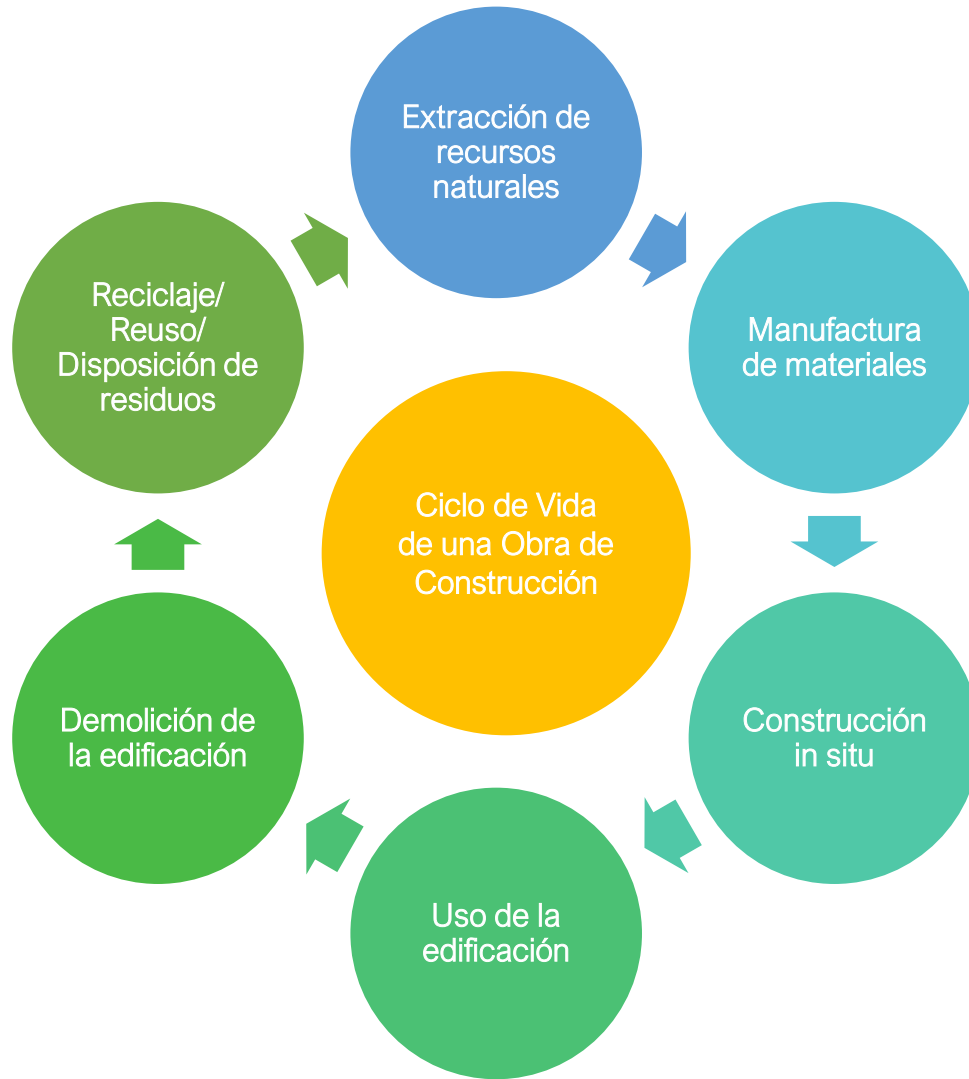 Extracción de
recursos
naturales
Manufactura
de materiales
Construcción
in situ
Uso de la
edificación
Demolición de
la edificación
Reciclaje/
Reuso/
Disposición de
residuos
Ciclo de Vida
de una Obra de
Construcción